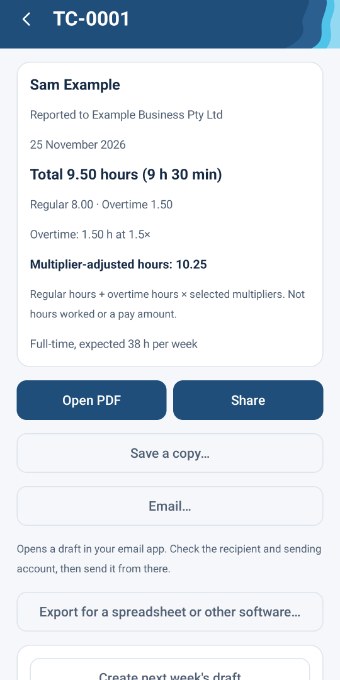 TC-0001
Sam Example
Reported to Example Business Pty Ltd
25 November 2026
Total 9.50 hours (9 h 30 min)
Regular 8.00 · Overtime 1.50
Overtime: 1.50 h at 1.5×
Multiplier-adjusted hours: 10.25
Regular hours + overtime hours × selected multipliers. Not
hours worked or a pay amount.
Full-time, expected 38 h per week
Open PDF
Share
Save a copy…
Email…
Opens a draft in your email app. Check the recipient and sending
account, then send it from there.
Export for a spreadsheet or other software…
Create next week's draft